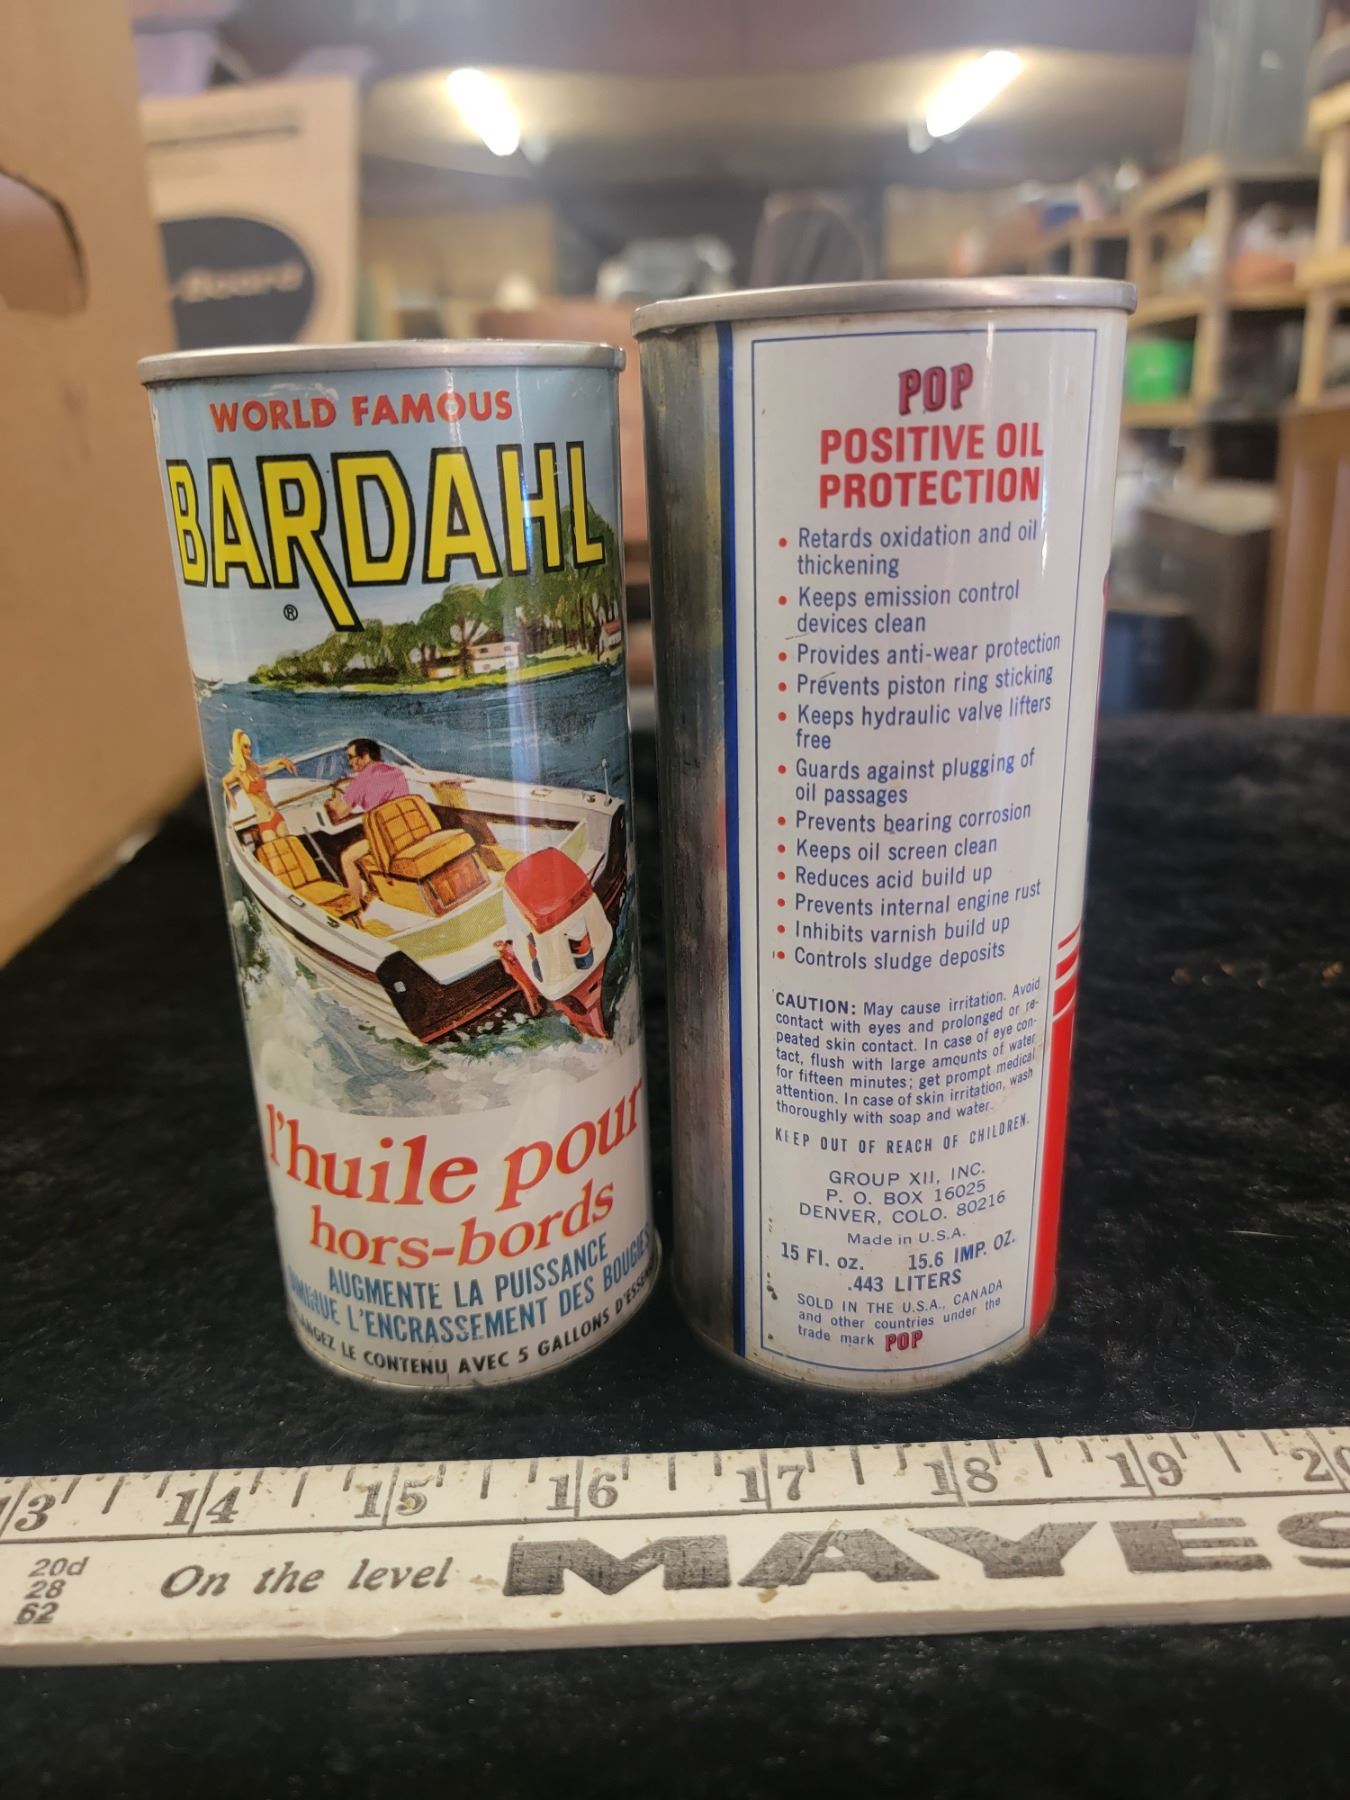 WORLD FAMOUS
BARDAHL
®
l'huile pour
hors-bords
AUGMENTE LA PUISSANCE
L'ENCRASSEMENT DES BOUGIES
LE CONTENU AVEC 5 GALLONS
POP
POSITIVE OIL
PROTECTION
• Retards oxidation and oil
thickening
• Keeps emission control
devices clean
• Provides anti-wear protection
• Prevents piston ring sticking
• Keeps hydraulic valve lifters
free
• Guards against plugging of
oil passages
• Prevents bearing corrosion
• Keeps oil screen clean
• Reduces acid build up
• Prevents internal engine rust
• Inhibits varnish build up
• Controls sludge deposits
CAUTION: May cause irritation. Avoid
contact with eyes and prolonged or re-
peated skin contact. In case of eye con-
tact, flush with large amounts of water
for fifteen minutes; get prompt medical
attention. In case of skin irritation, wash
thoroughly with soap and water.
KEEP OUT OF REACH OF CHILDREN.
GROUP XII, INC.
P. O. BOX 16025
DENVER, COLO. 80216
Made in U.S.A.
15 Fl. oz. 15.6 IMP. OZ.
.443 LITERS
SOLD IN THE U.S.A., CANADA
and other countries under the
trade mark POP
13 14 15 16 17 18 19 20
20d
28
62
On the level MAYES